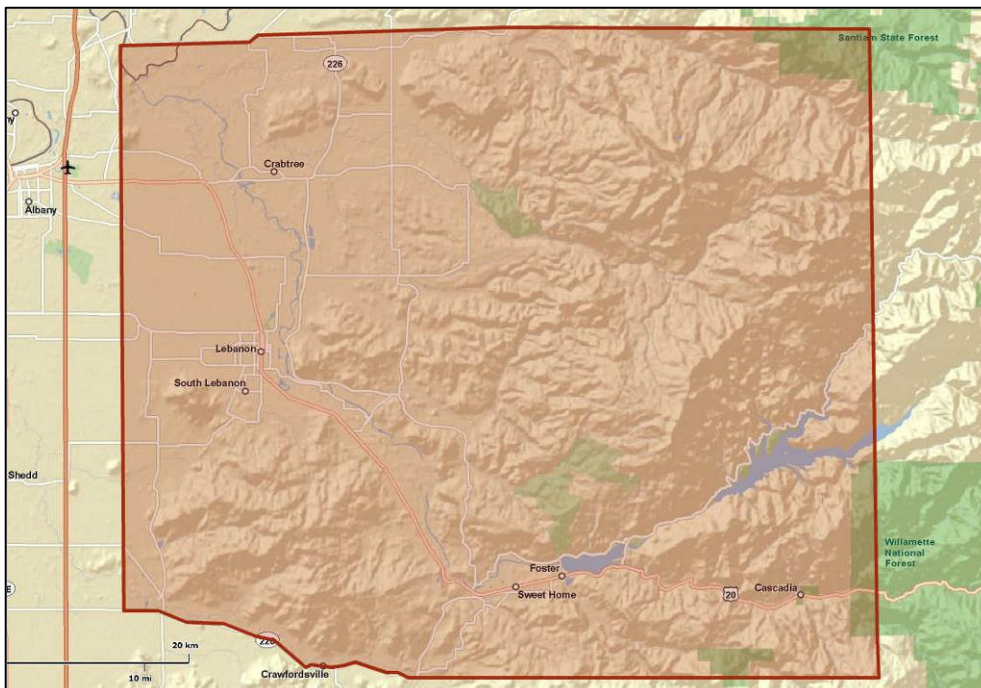 Santiam State Forest
226
ny
Crabtree
Albany
Lebanon
South Lebanon
Shedd
Willamette
National
Forest
Foster
Sweet Home
20
Cascadia
E
20 km
Crawfordsville
10 mi